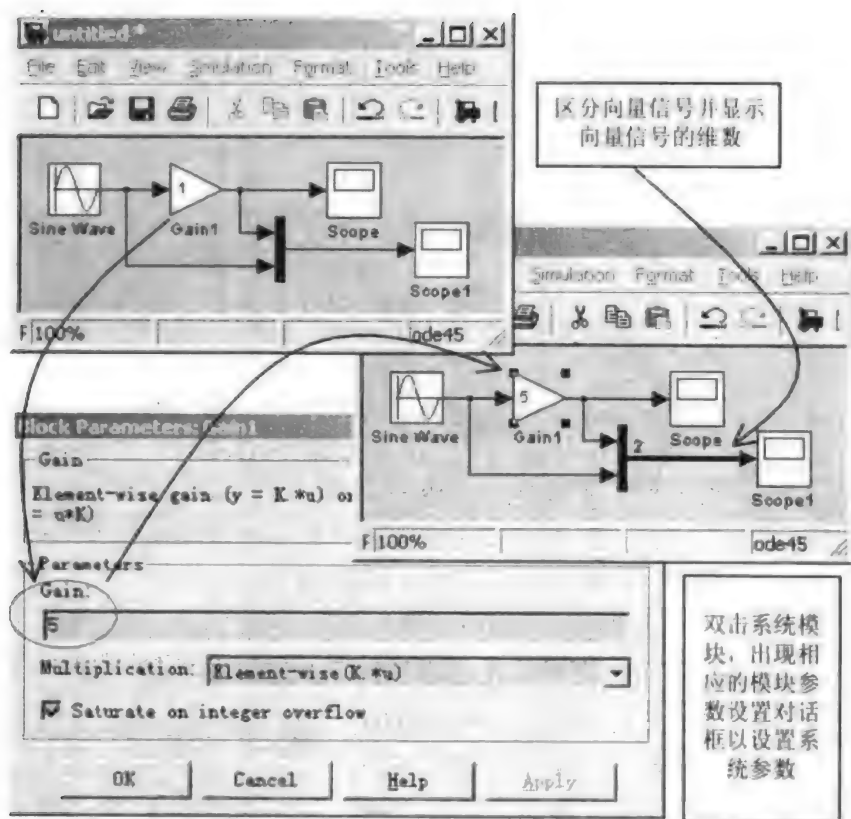 untitled *
File Edit View Simulation Format Tools Help
1
Sine Wave
Gain1
Scope
Scope1
F 100%
ode45
区分向量信号并显示
向量信号的维数
Simulation Format Tools Help
5
Sine Wave
Gain1
2
Scope
Scope1
F 100%
ode45
Block Parameters: Gain1
Gain
Element-wise gain (y = K.*u) or
= u*K)
Parameters
Gain:
5
Multiplication: Element-wise(K.*u)
Saturate on integer overflow
OK Cancel Help Apply
双击系统模
块，出现相
应的模块参
数设置对话
框以设置系
统参数